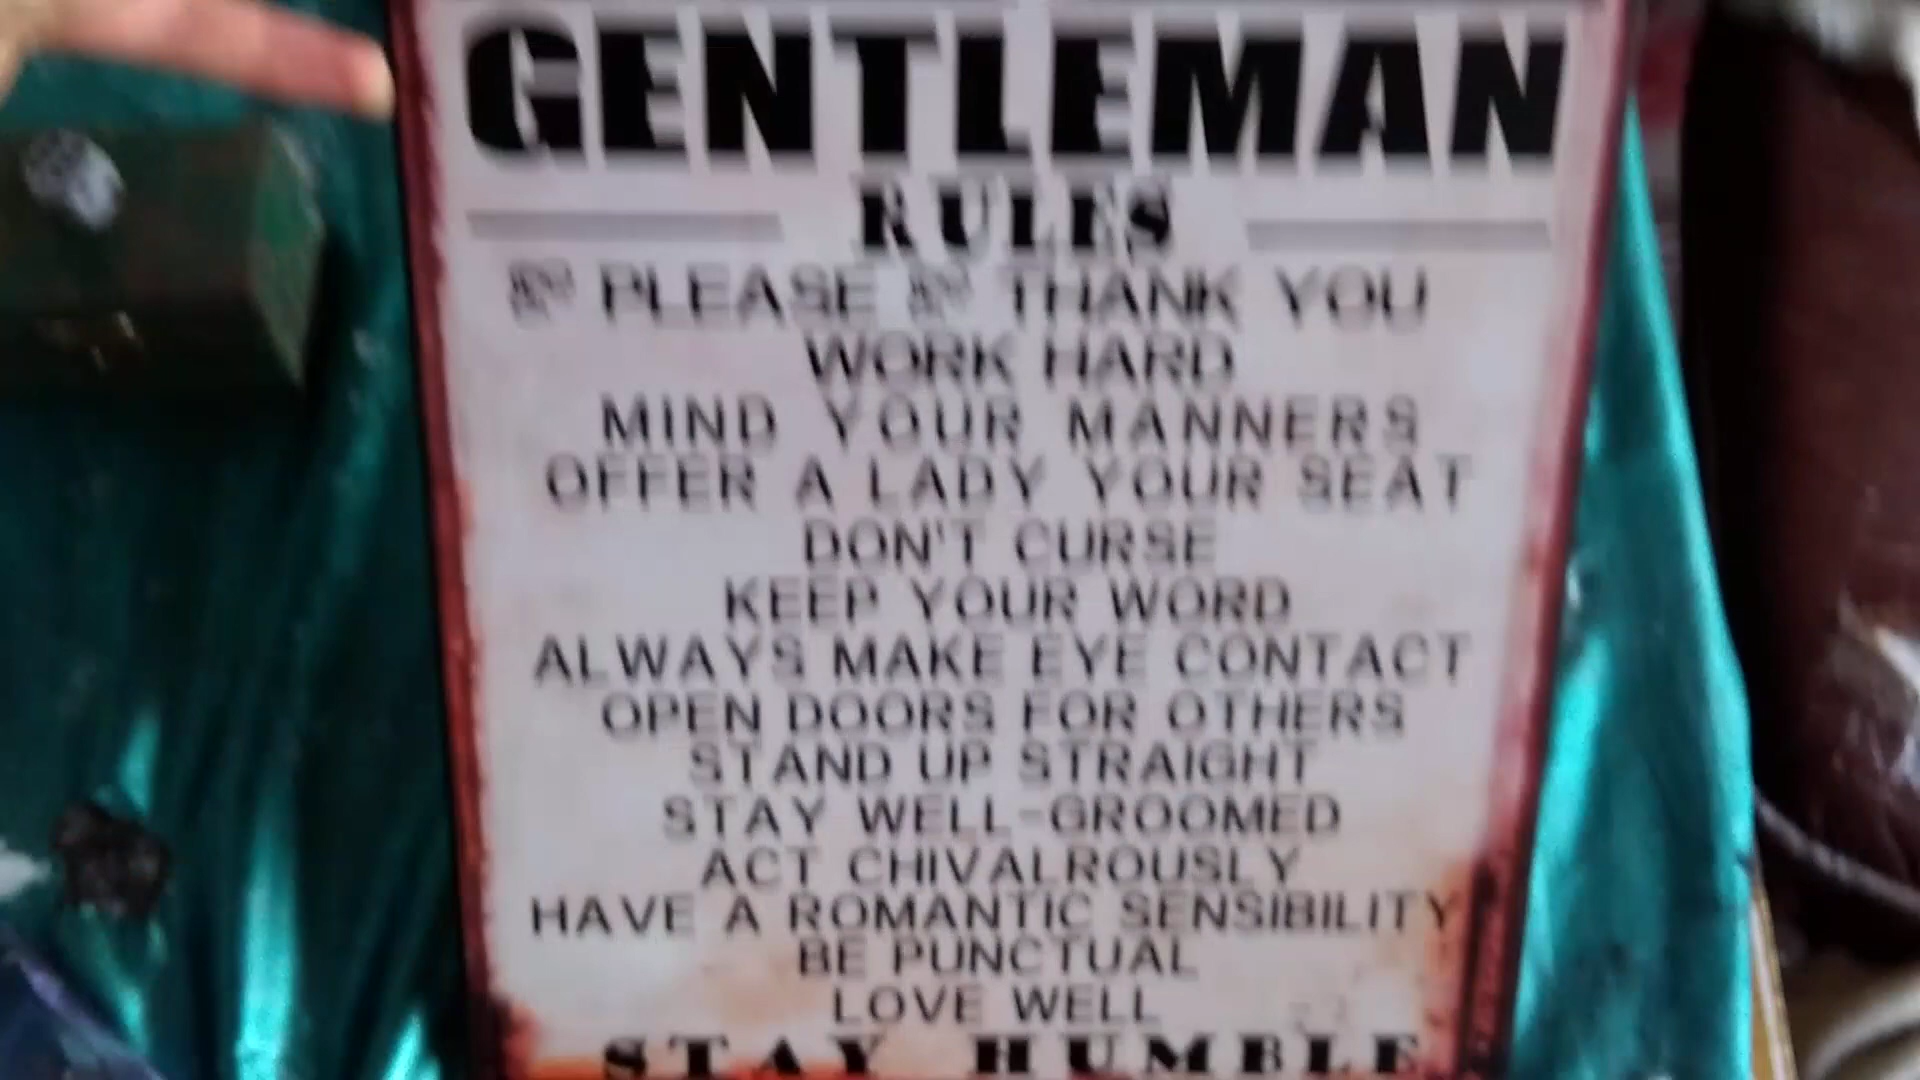 GENTLEMAN
RULES
PLEASE THANK YOU
WORK HARD
MIND YOUR MANNERS
OFFER A LADY YOUR SEAT
DON'T CURSE
KEEP YOUR WORD
ALWAYS MAKE EYE CONTACT
OPEN DOORS FOR OTHERS
STAND UP STRAIGHT
STAY WELL-GROOMED
ACT CHIVALROUSLY
HAVE A ROMANTIC SENSIBILITY
BE PUNCTUAL
LOVE WELL
STAY HUMBLE